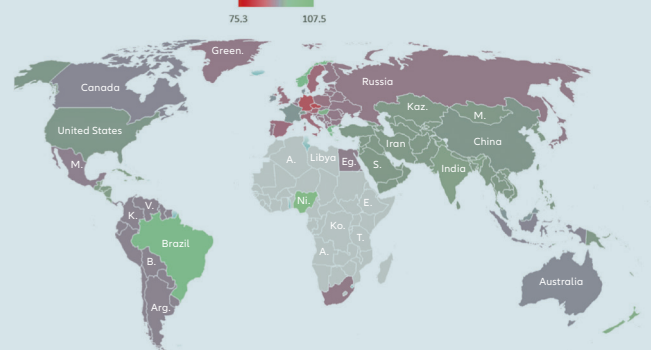 75.3 107.5
Green.
Canada
Russia
United States
Kaz.
M.
China
Iran
M.
A.
Libya
Eg.
S.
India
V.
K.
Ni.
E.
Brazil
Ko.
T.
B.
A.
Arg.
Australia